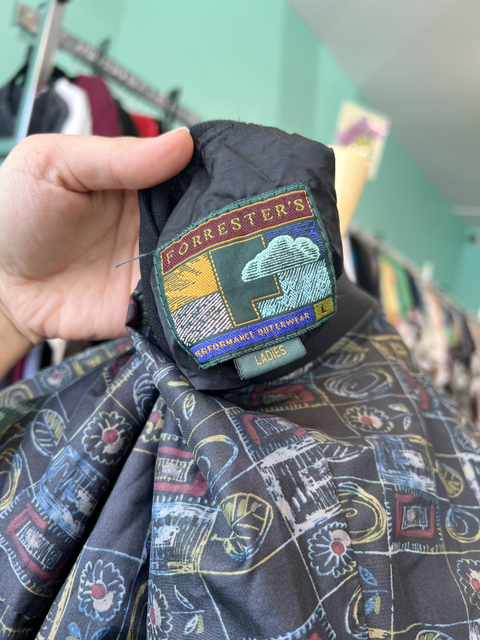 FORRESTER'S
F
PERFORMANCE OUTERWEAR L
LADIES